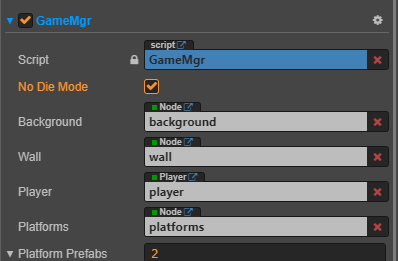 GameMgr
script
Script GameMgr
No Die Mode
Node
Background background
Node
Wall wall
Player
Player player
Node
Platforms platforms
Platform Prefabs 2